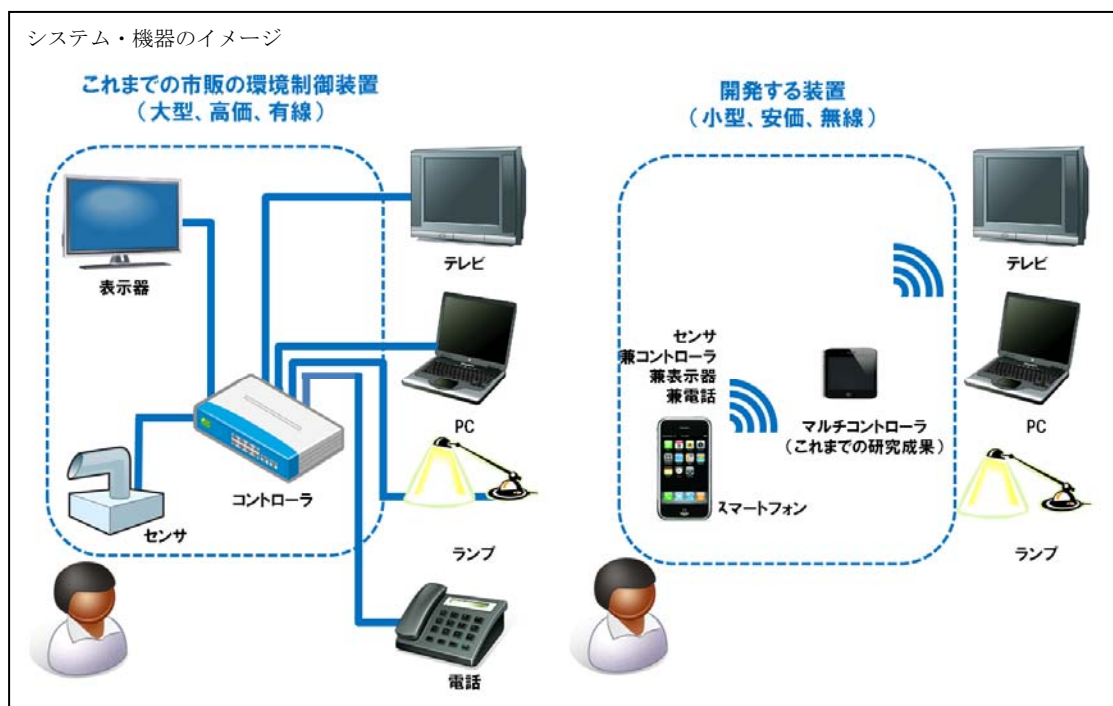 システム・機器のイメージ
これまでの市販の環境制御装置
（大型、高価、有線）
表示器
センサ
コントローラ
テレビ
PC
ランプ
電話
開発する装置
（小型、安価、無線）
センサ
兼コントローラ
兼表示器
兼電話
スマートフォン
マルチコントローラ
（これまでの研究成果）
テレビ
PC
ランプ